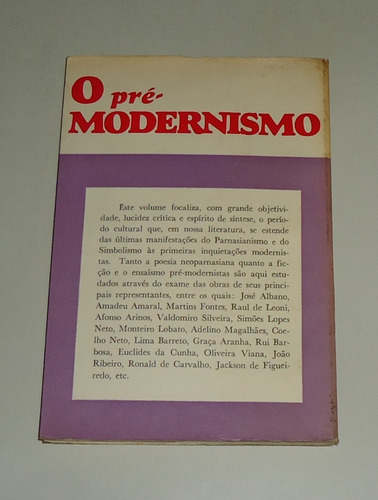 O pré-
MODERNISMO
Êste volume focaliza, com grande objetivi-
dade, lucidez crítica e espírito de síntese, o perío-
do cultural que, em nossa literatura, se estende
das últimas manifestações do Parnasianismo e do
Simbolismo às primeiras inquietações modernis-
tas. Tanto a poesia neoparnasiana quanto a fic-
ção e o ensaísmo pré-modernistas são aqui estu-
dados através do exame das obras de seus princi-
pais representantes, entre os quais: José Albano,
Amadeu Amaral, Martins Fontes, Raul de Leoni,
Afonso Arinos, Valdomiro Silveira, Simões Lopes
Neto, Monteiro Lobato, Adelino Magalhães, Coe-
lho Neto, Lima Barreto, Graça Aranha, Rui Bar-
bosa, Euclides da Cunha, Oliveira Viana, João
Ribeiro, Ronald de Carvalho, Jackson de Figuei-
redo, etc.